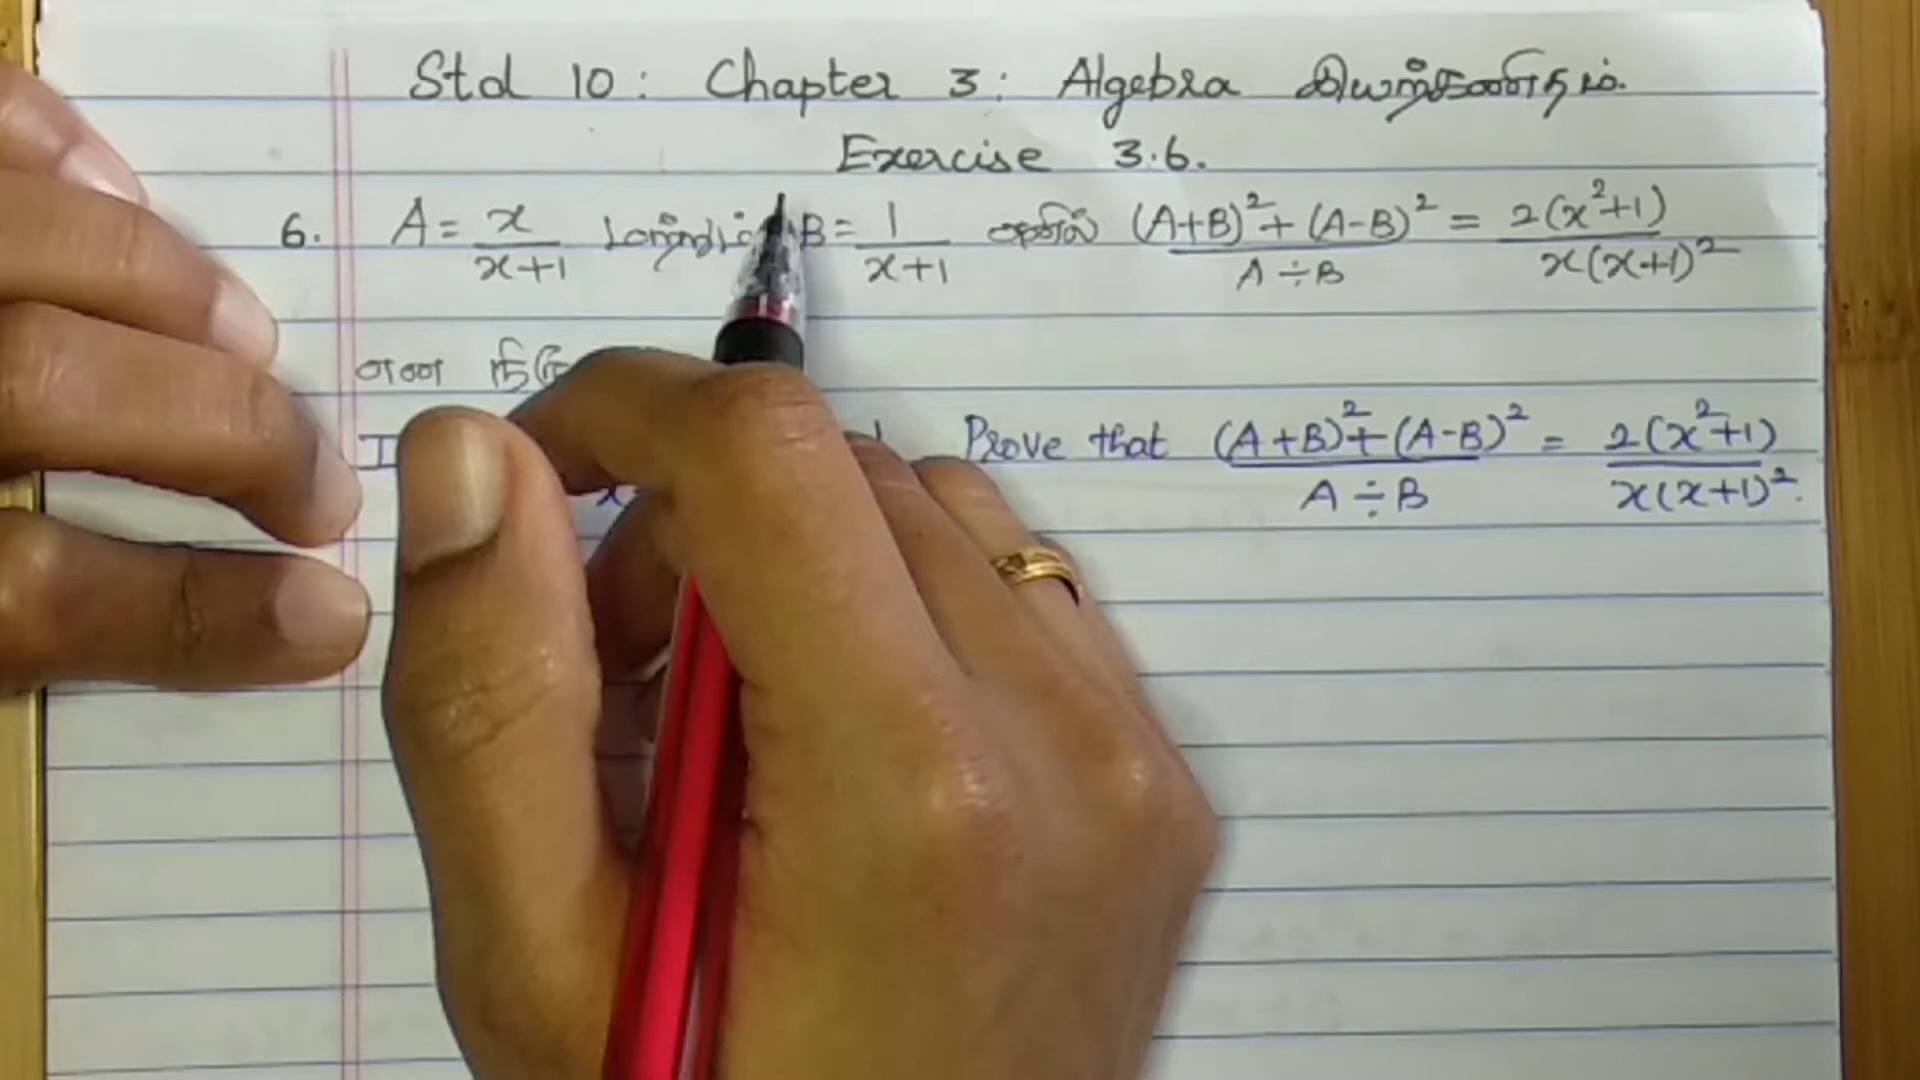 Std 10 : Chapter 3 : Algebra இயற்கணிதம்.
Exercise 3.6.
6. A = x/(x+1) மற்றும் B = 1/(x+1) எனில் ((A+B)² + (A-B)²)/(A ÷ B) = 2(x²+1)/(x(x+1)²)
என
I Prove that ((A+B)² + (A-B)²)/(A ÷ B) = 2(x²+1)/(x(x+1)²).